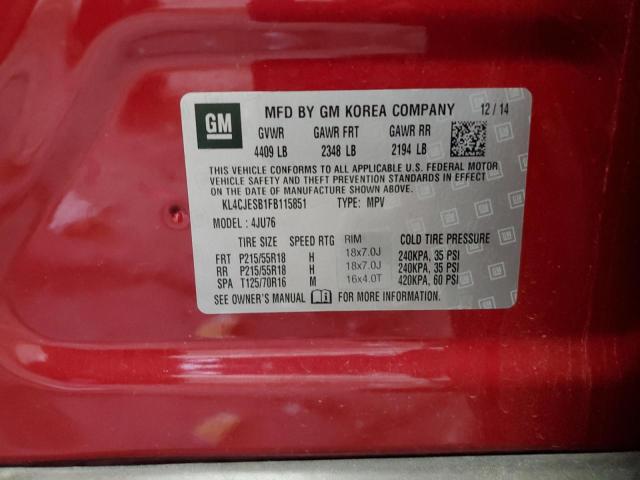 GM MFD BY GM KOREA COMPANY 12/14
GVWR GAWR FRT GAWR RR
4409 LB 2348 LB 2194 LB
THIS VEHICLE CONFORMS TO ALL APPLICABLE U.S. FEDERAL MOTOR
VEHICLE SAFETY AND THEFT PREVENTION STANDARDS IN EFFECT
ON THE DATE OF MANUFACTURE SHOWN ABOVE.
KL4CJESB1FB115851 TYPE: MPV
MODEL: 4JU76
TIRE SIZE SPEED RTG RIM COLD TIRE PRESSURE
FRT P215/55R18 H 18x7.0J 240KPA, 35 PSI
RR P215/55R18 H 18x7.0J 240KPA, 35 PSI
SPA T125/70R16 M 16x4.0T 420KPA, 60 PSI
SEE OWNER'S MANUAL FOR MORE INFORMATION.